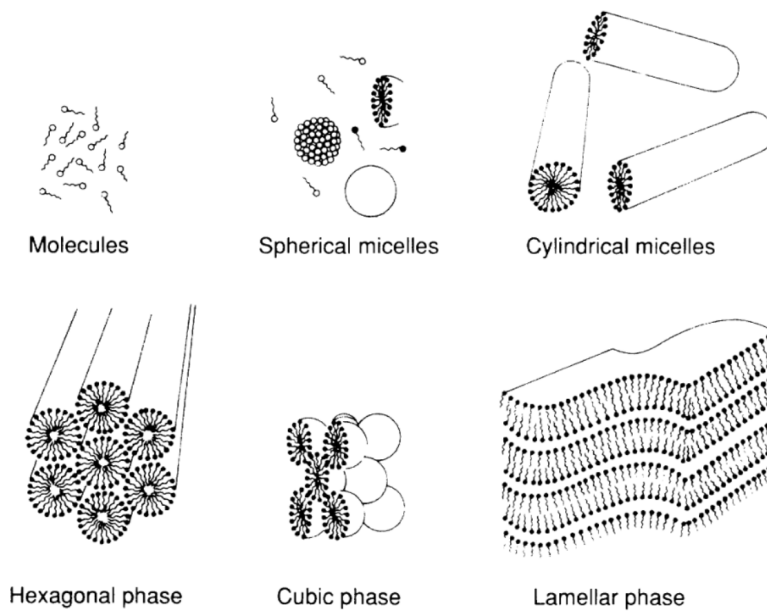 Molecules
Spherical micelles
Cylindrical micelles
Hexagonal phase
Cubic phase
Lamellar phase